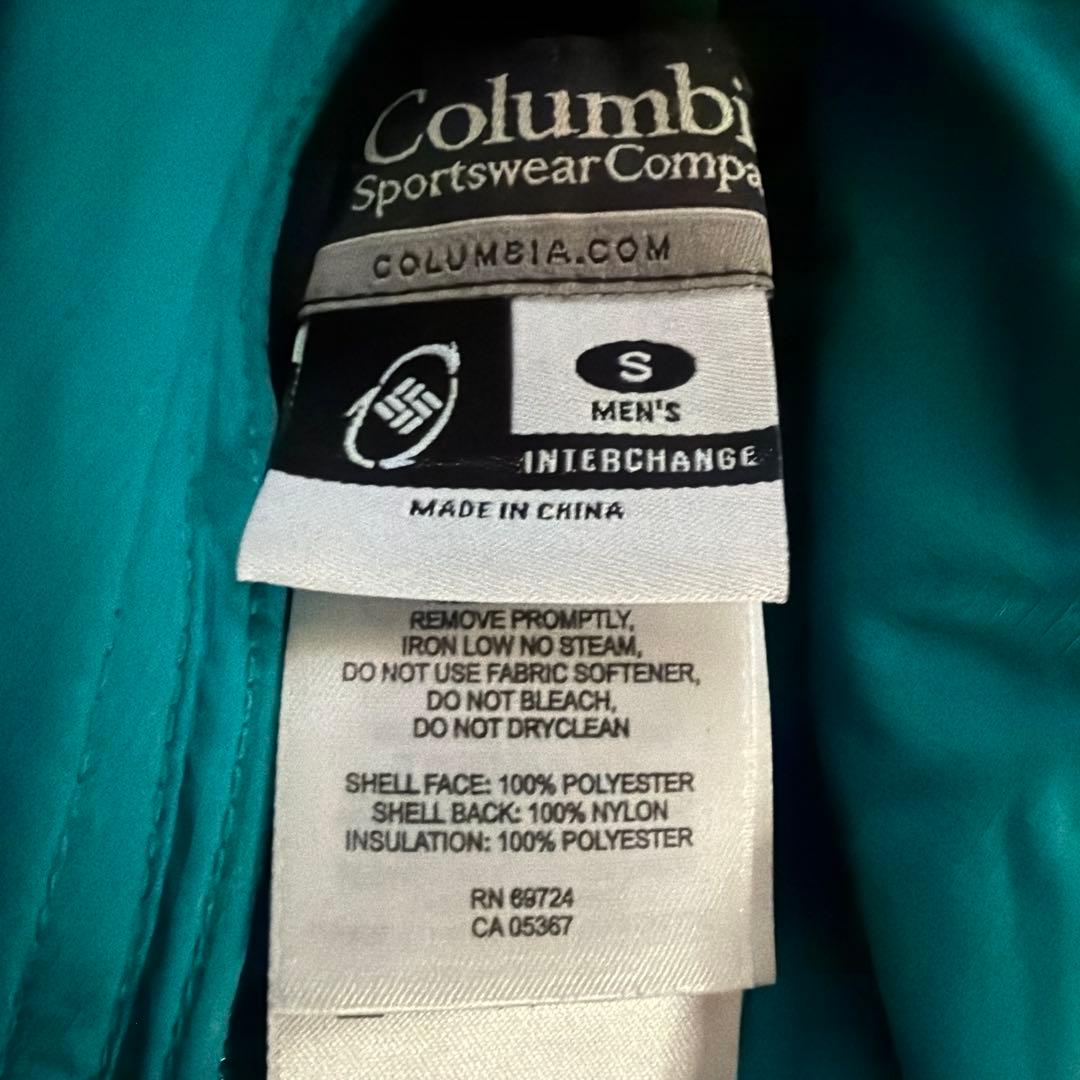 Columbi
Sportswear Compa
COLUMBIA.COM
S
MEN'S
INTERCHANGE
MADE IN CHINA
REMOVE PROMPTLY,
IRON LOW NO STEAM,
DO NOT USE FABRIC SOFTENER,
DO NOT BLEACH,
DO NOT DRYCLEAN
SHELL FACE: 100% POLYESTER
SHELL BACK: 100% NYLON
INSULATION: 100% POLYESTER
RN 69724
CA 05367